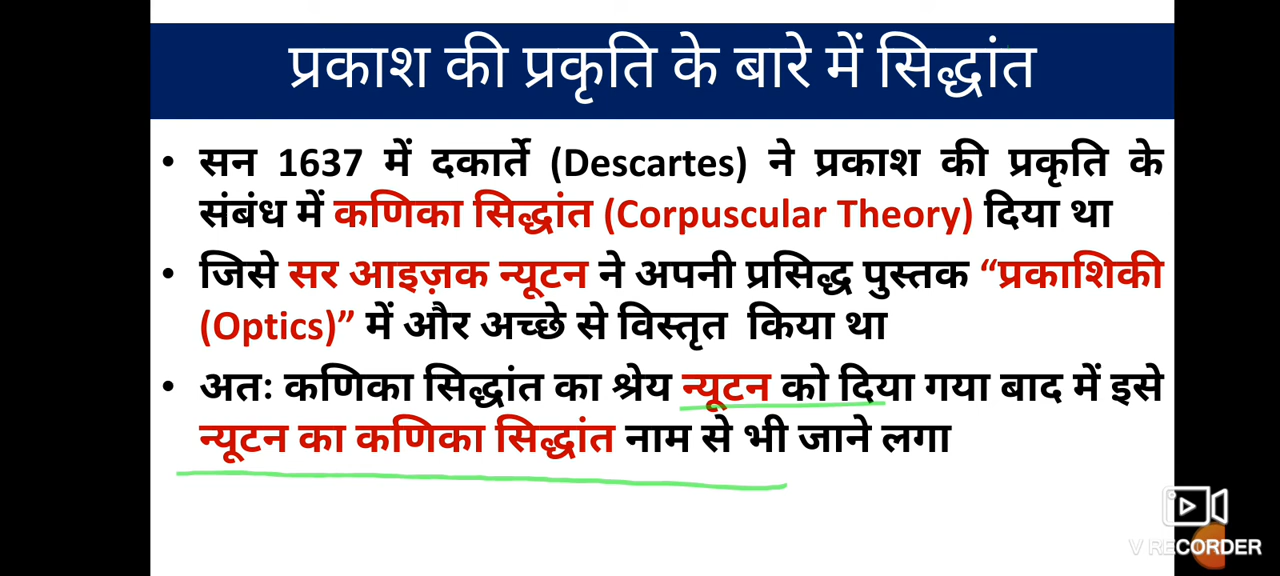 प्रकाश की प्रकृति के बारे में सिद्धांत
• सन 1637 में दकार्ते (Descartes) ने प्रकाश की प्रकृति के
संबंध में कणिका सिद्धांत (Corpuscular Theory) दिया था
• जिसे सर आइज़क न्यूटन ने अपनी प्रसिद्ध पुस्तक “प्रकाशिकी
(Optics)” में और अच्छे से विस्तृत किया था
• अतः कणिका सिद्धांत का श्रेय न्यूटन को दिया गया बाद में इसे
न्यूटन का कणिका सिद्धांत नाम से भी जाने लगा
V RECORDER